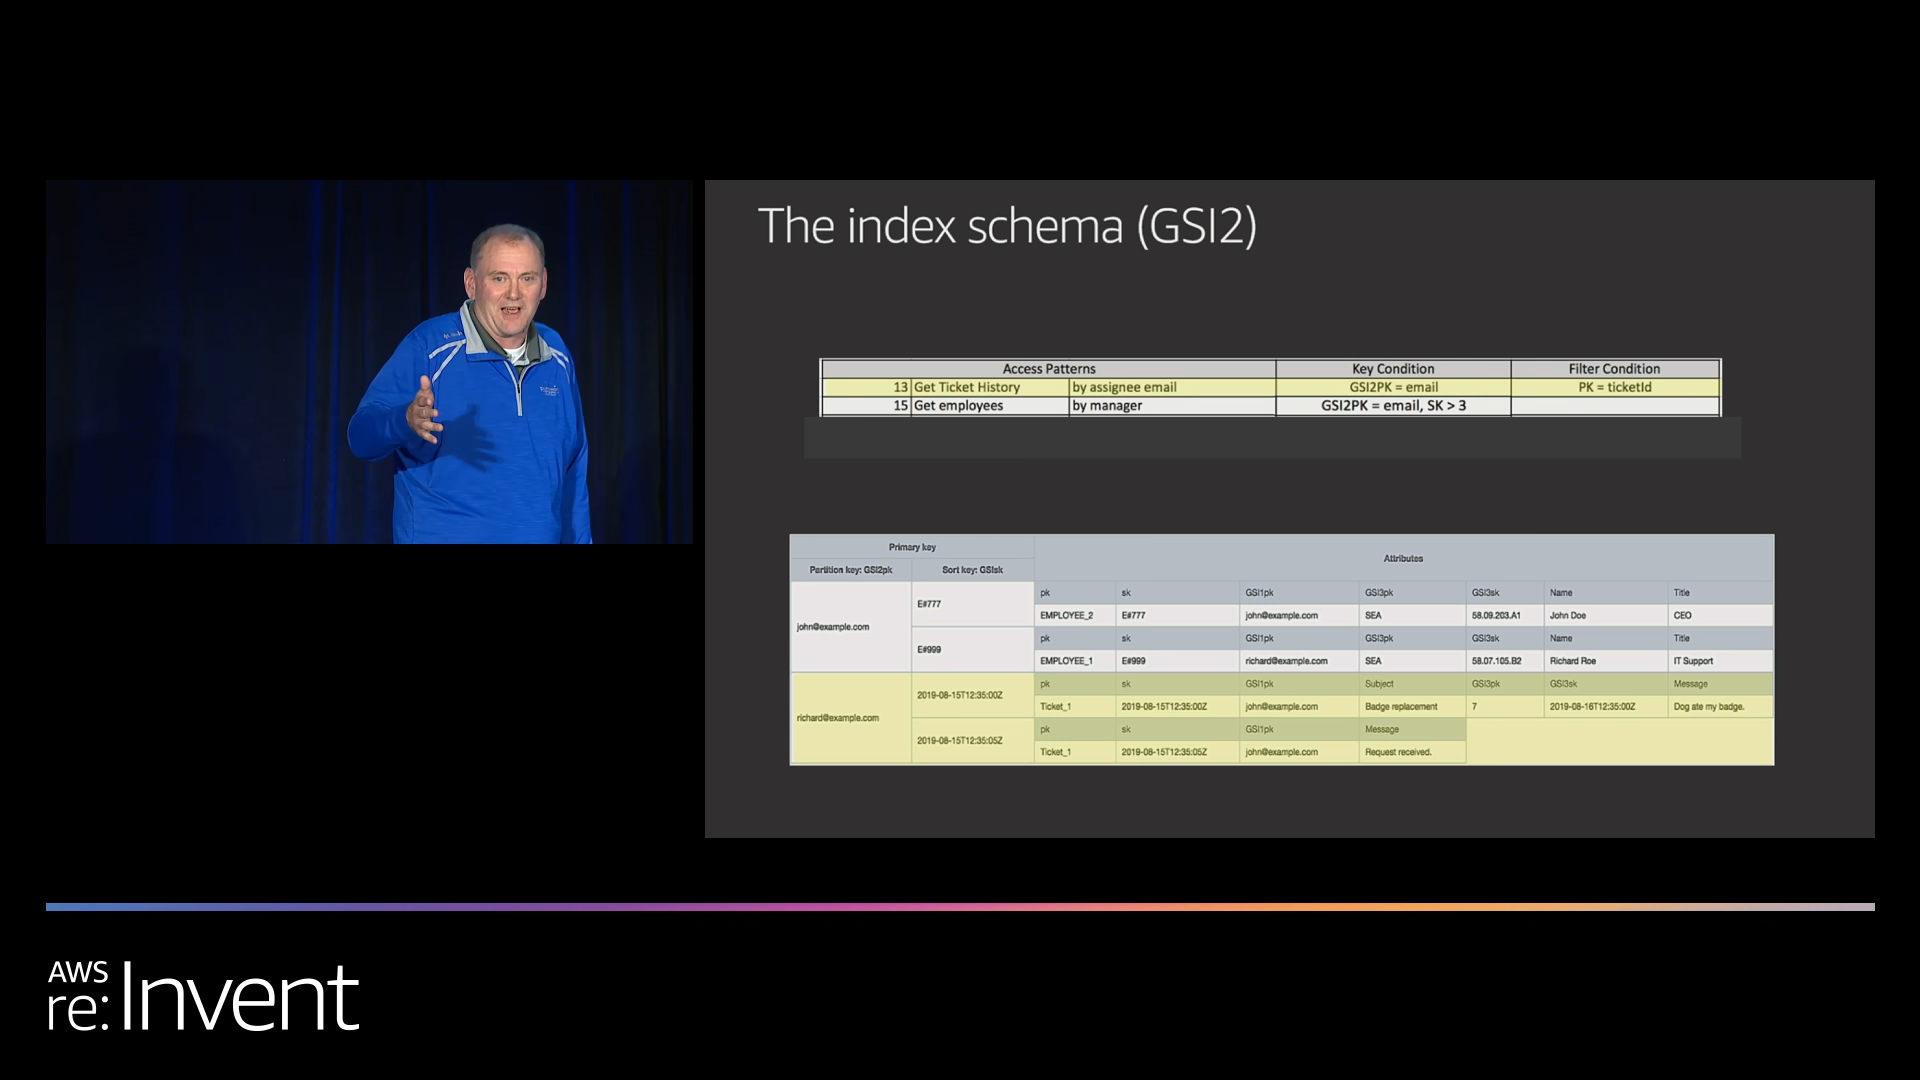 The index schema (GSI2)
Access Patterns Key Condition Filter Condition
13 Get Ticket History by assignee email GSI2PK = email PK = ticketId
15 Get employees by manager GSI2PK = email, SK > 3
Primary key Attributes
Partition key: GSI2pk Sort key: GSIsk
john@example.com E#777 pk sk GSI1pk GSI3pk GSI3sk Name Title
EMPLOYEE_2 E#777 john@example.com SEA 58.09.203.A1 John Doe CEO
E#999 pk sk GSI1pk GSI3pk GSI3sk Name Title
EMPLOYEE_1 E#999 richard@example.com SEA 58.07.105.B2 Richard Roe IT Support
richard@example.com 2019-08-15T12:35:00Z pk sk GSI1pk Subject GSI3pk GSI3sk Message
Ticket_1 2019-08-15T12:35:00Z john@example.com Badge replacement 7 2019-08-16T12:35:00Z Dog ate my badge.
2019-08-15T12:35:05Z pk sk GSI1pk Message
Ticket_1 2019-08-15T12:35:05Z john@example.com Request received.
AWS
re:Invent